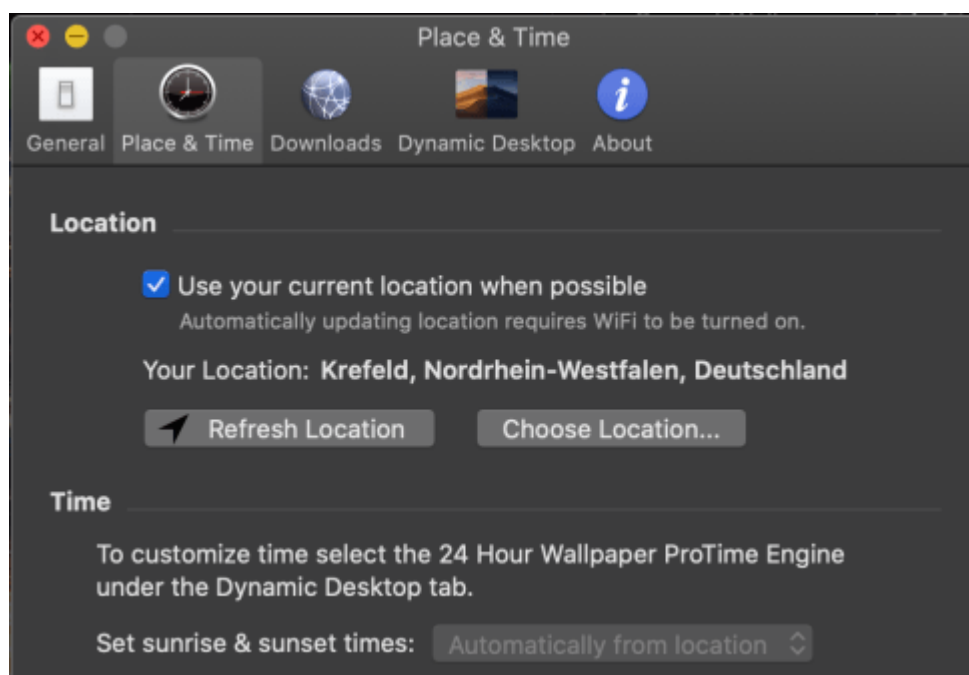 Place & Time
General Place & Time Downloads Dynamic Desktop About
Location
Use your current location when possible
Automatically updating location requires WiFi to be turned on.
Your Location: Krefeld, Nordrhein-Westfalen, Deutschland
Refresh Location Choose Location...
Time
To customize time select the 24 Hour Wallpaper ProTime Engine
under the Dynamic Desktop tab.
Set sunrise & sunset times: Automatically from location